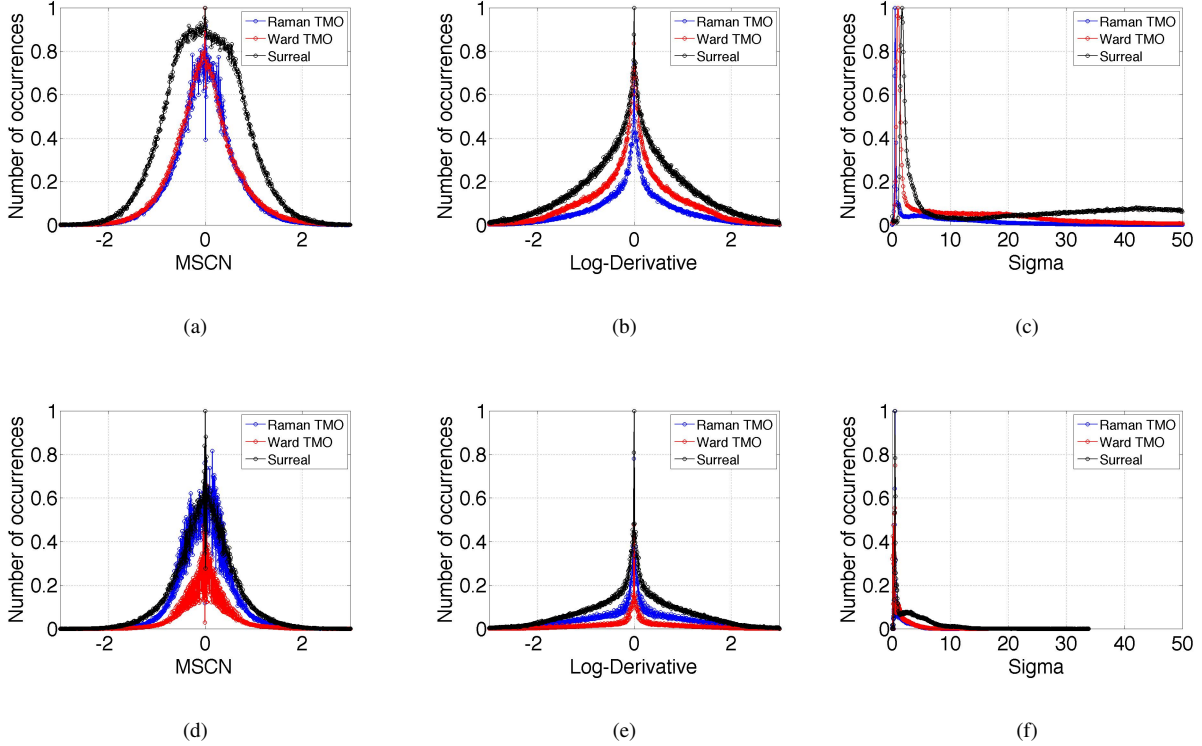 Number of occurrences
1
0.8
0.6
0.4
0.2
0
-2
0
2
MSCN
Raman TMO
Ward TMO
Surreal
(a)
Number of occurrences
1
0.8
0.6
0.4
0.2
0
-2
0
2
Log-Derivative
Raman TMO
Ward TMO
Surreal
(b)
Number of occurrences
1
0.8
0.6
0.4
0.2
0
0
10
20
30
40
50
Sigma
Raman TMO
Ward TMO
Surreal
(c)
Number of occurrences
1
0.8
0.6
0.4
0.2
0
-2
0
2
MSCN
Raman TMO
Ward TMO
Surreal
(d)
Number of occurrences
1
0.8
0.6
0.4
0.2
0
-2
0
2
Log-Derivative
Raman TMO
Ward TMO
Surreal
(e)
Number of occurrences
1
0.8
0.6
0.4
0.2
0
0
10
20
30
40
50
Sigma
Raman TMO
Ward TMO
Surreal
(f)